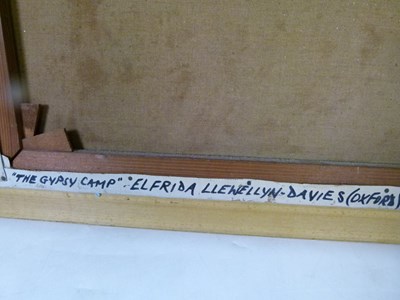 "THE GYPSY CAMP". ELFRIDA LLEWELLYN-DAVIES (OXFORD)